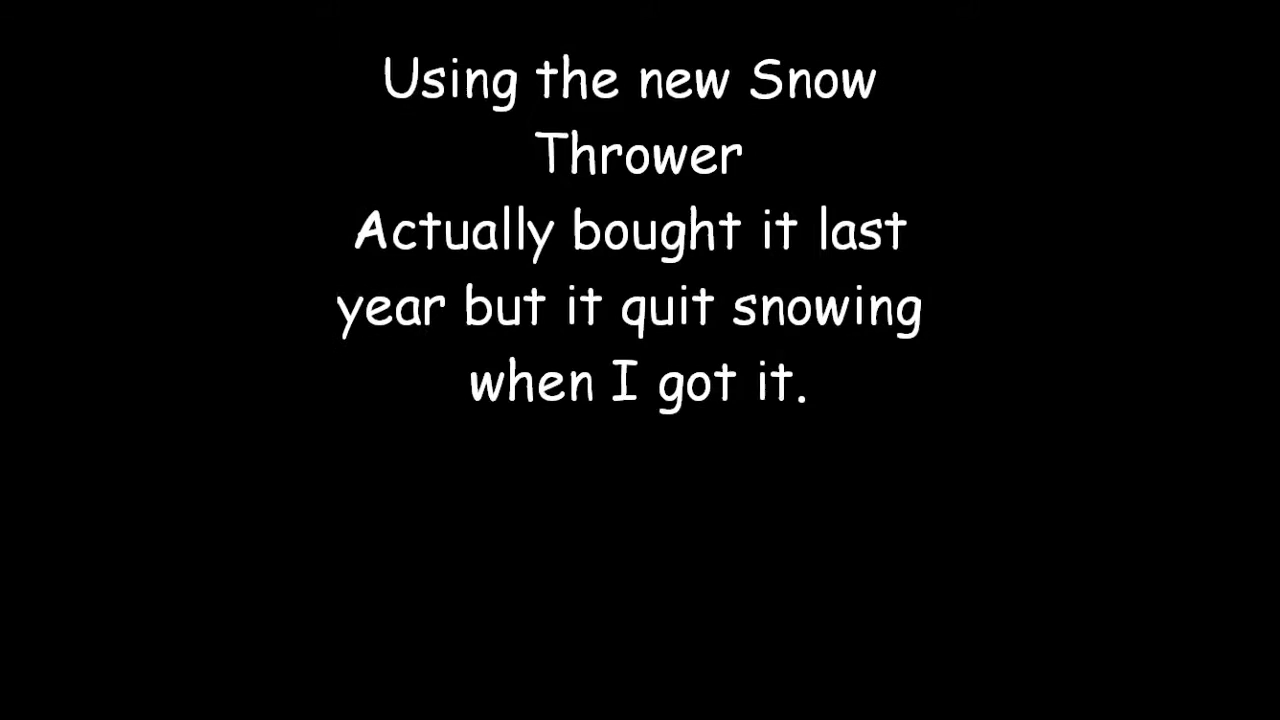 Using the new Snow
Thrower
Actually bought it last
year but it quit snowing
when I got it.